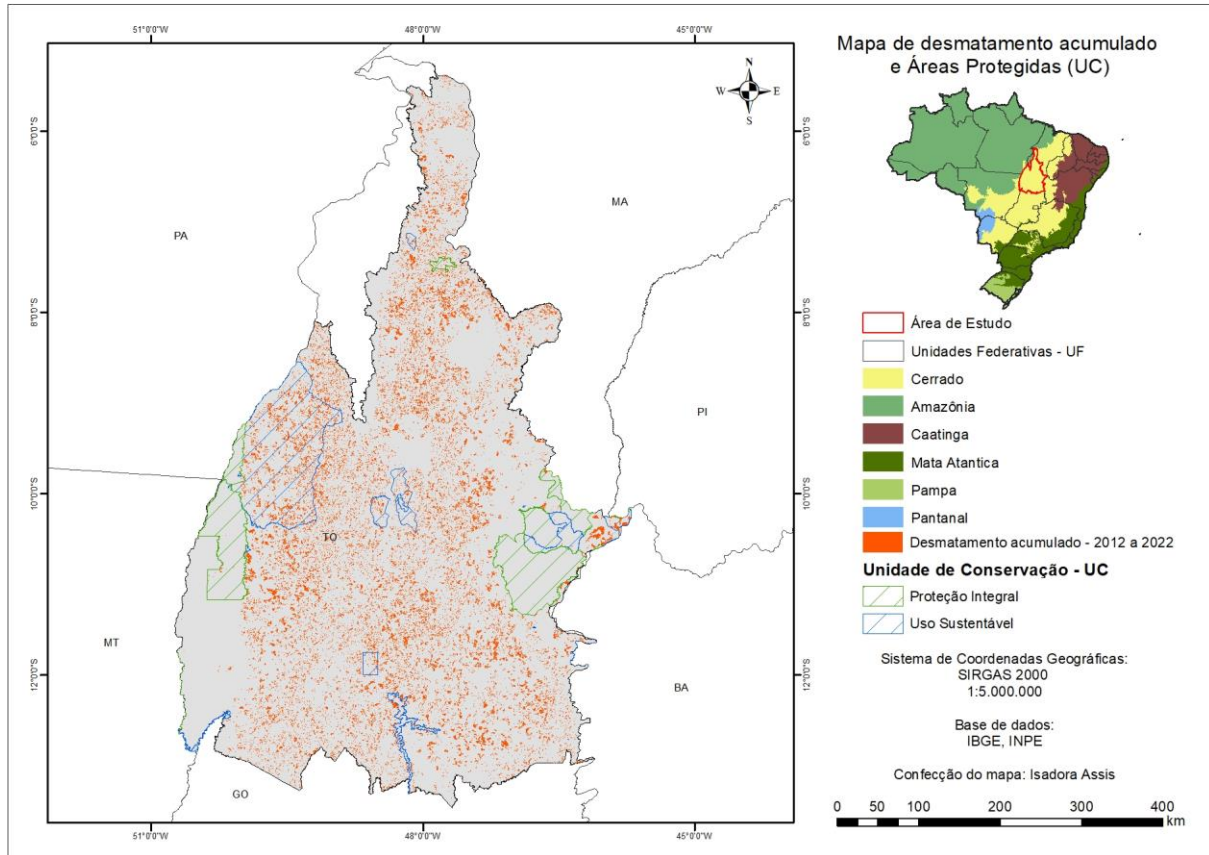 51°0'0"W
48°0'0"W
45°0'0"W
Mapa de desmatamento acumulado
e Áreas Protegidas (UC)
N
W
E
S
6°0'0"S
6°0'0"S
MA
PA
8°0'0"S
8°0'0"S
Área de Estudo
Unidades Federativas - UF
Cerrado
Amazônia
PI
Caatinga
Mata Atantica
10°0'0"S
10°0'0"S
Pampa
Pantanal
TO
Desmatamento acumulado - 2012 a 2022
Unidade de Conservação - UC
Proteção Integral
Uso Sustentável
MT
12°0'0"S
12°0'0"S
BA
Sistema de Coordenadas Geográficas:
SIRGAS 2000
1:5.000.000
Base de dados:
IBGE, INPE
Confecção do mapa: Isadora Assis
GO
0 50 100 200 300 400
km
51°0'0"W
48°0'0"W
45°0'0"W